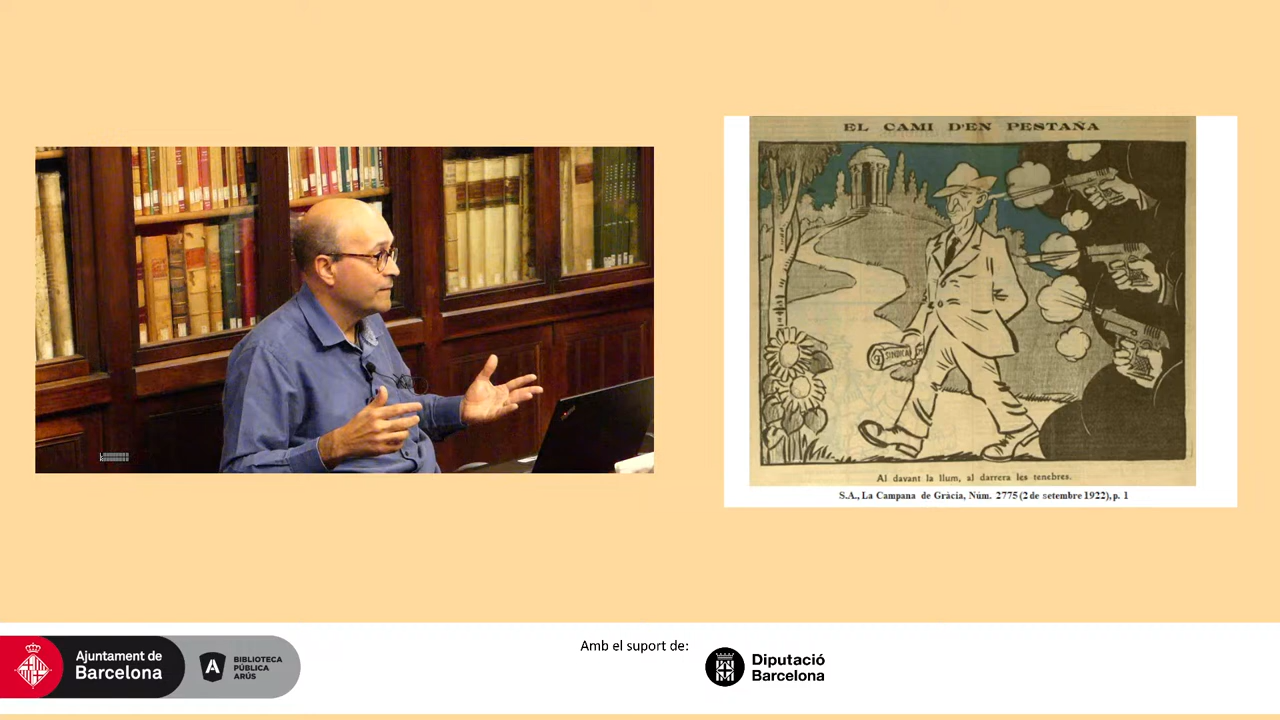 EL CAMI D'EN PESTAÑA
SINDICA
Al davant la llum, al darrera les tenebres.
S.A., La Campana de Gràcia, Núm. 2775 (2 de setembre 1922), p. 1
Ajuntament de
Barcelona
A
BIBLIOTECA
PÚBLICA
ARÚS
Amb el suport de:
Diputació
Barcelona